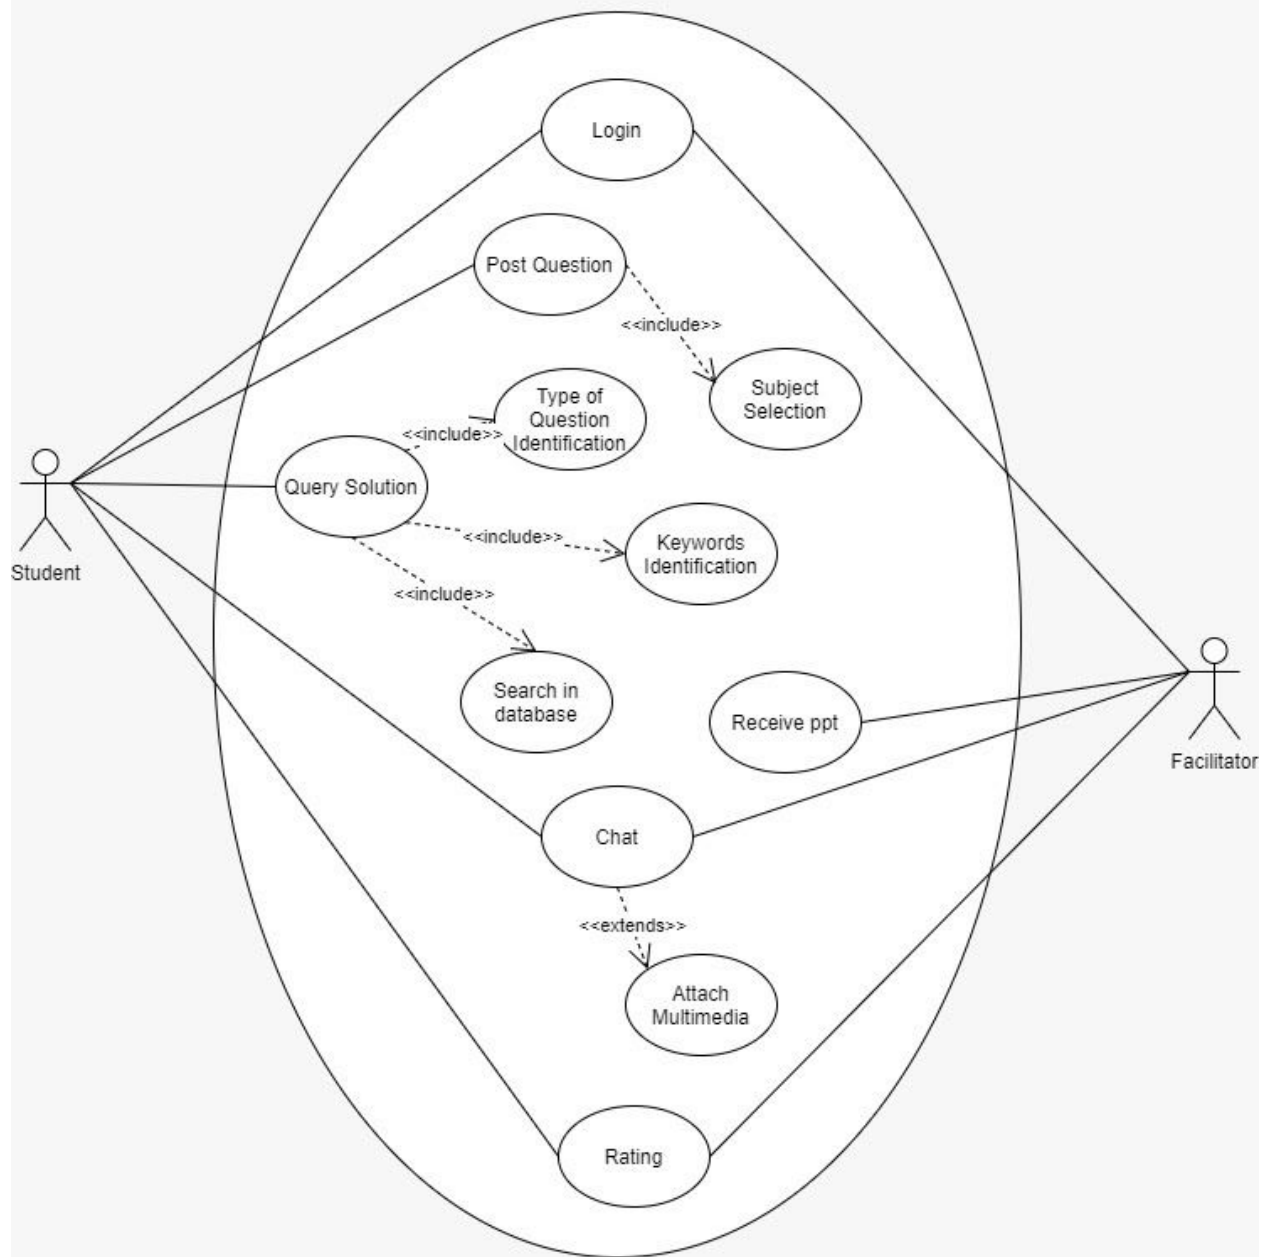 Login
Post Question
<<include>>
Subject
Selection
Type of
Question
Identification
<<include>>
Query Solution
<<include>>
Keywords
Identification
Student
<<include>>
Search in
database
Receive ppt
Facilitator
Chat
<<extends>>
Attach
Multimedia
Rating